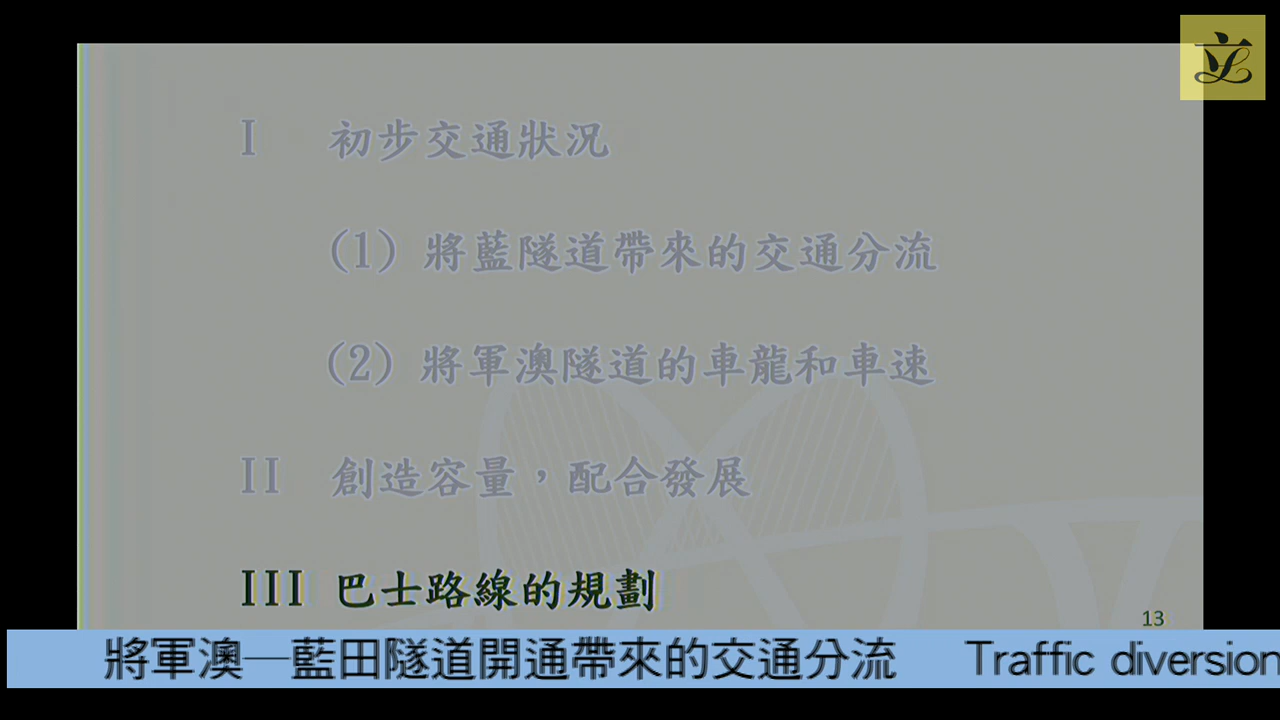 I 初步交通狀況
(1) 將藍隧道帶來的交通分流
(2) 將軍澳隧道的車龍和車速
II 創造容量，配合發展
III 巴士路線的規劃
13
將軍澳—藍田隧道開通帶來的交通分流 Traffic diversion